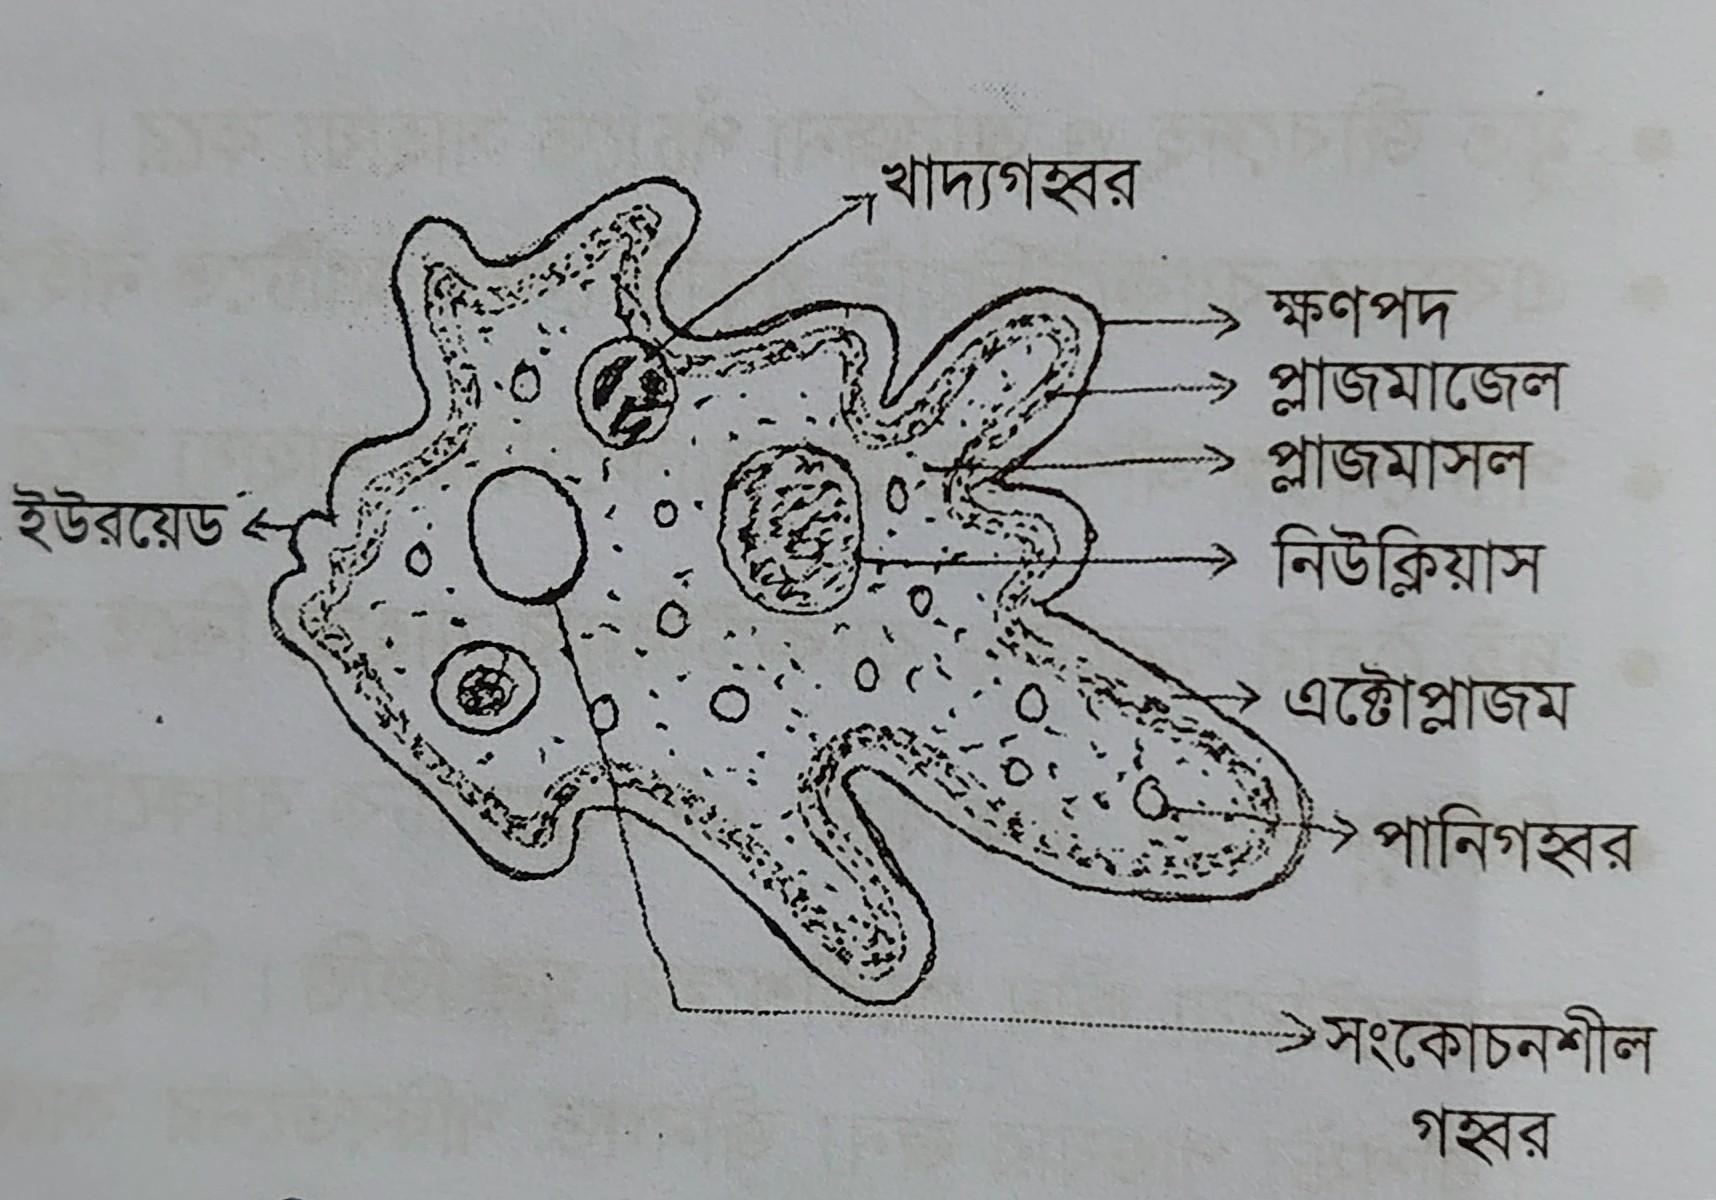 খাদ্যগহ্বর
ক্ষণপদ
প্লাজমাজেল
প্লাজমাসল
ইউরয়েড
নিউক্লিয়াস
এক্টোপ্লাজম
পানিগহ্বর
সংকোচনশীল
গহ্বর